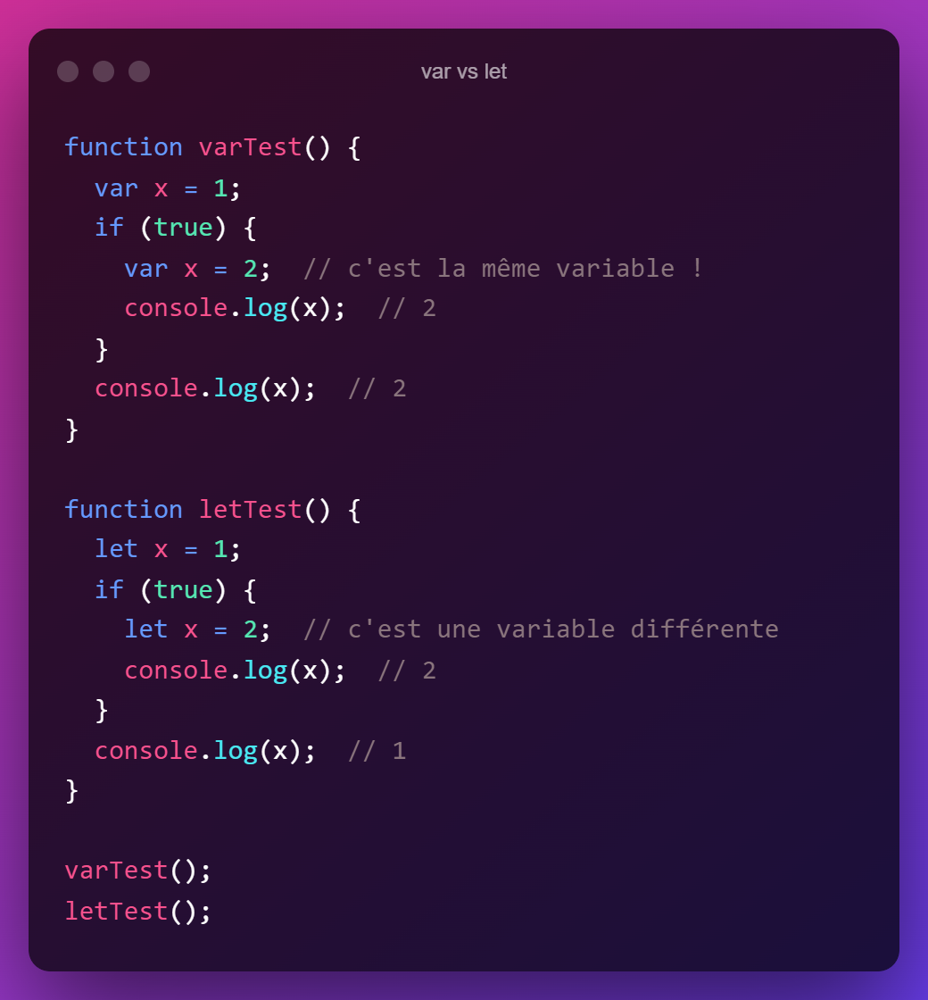 var vs let
function varTest() {
  var x = 1;
  if (true) {
    var x = 2;  // c'est la même variable !
    console.log(x);  // 2
  }
  console.log(x);  // 2
}

function letTest() {
  let x = 1;
  if (true) {
    let x = 2;  // c'est une variable différente
    console.log(x);  // 2
  }
  console.log(x);  // 1
}

varTest();
letTest();